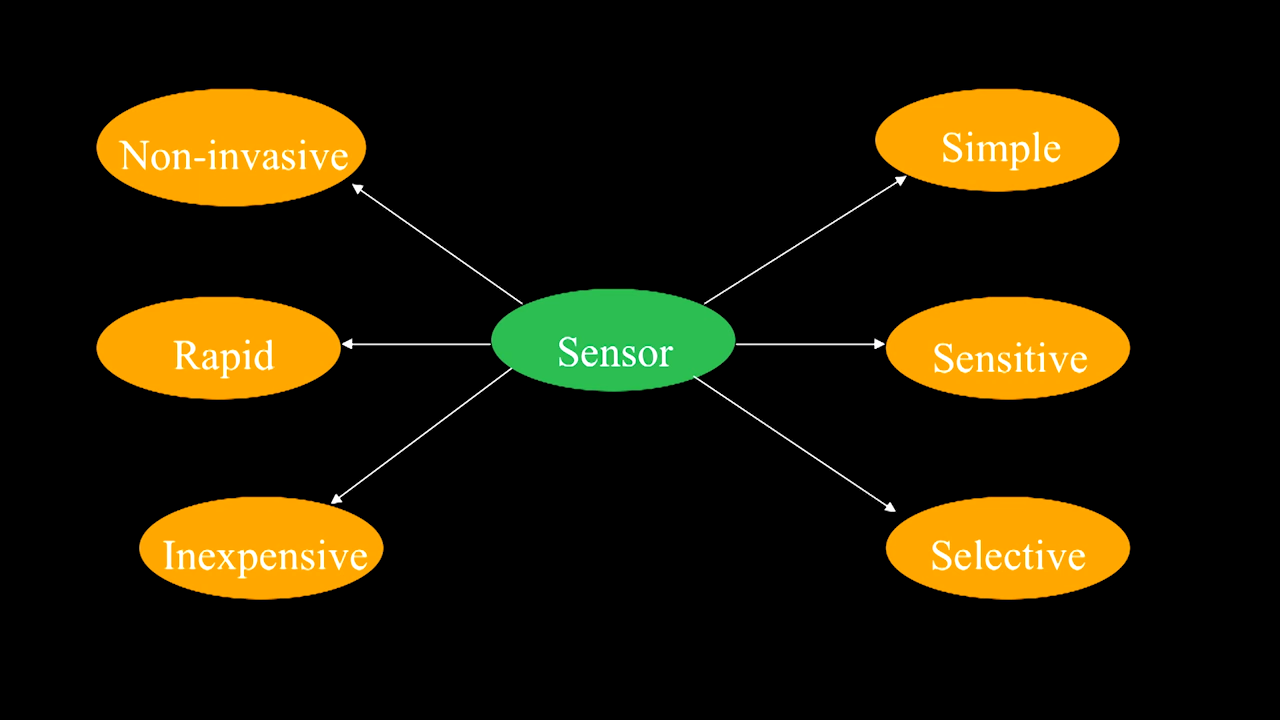 Non-invasive
Simple
Sensor
Rapid
Sensitive
Inexpensive
Selective